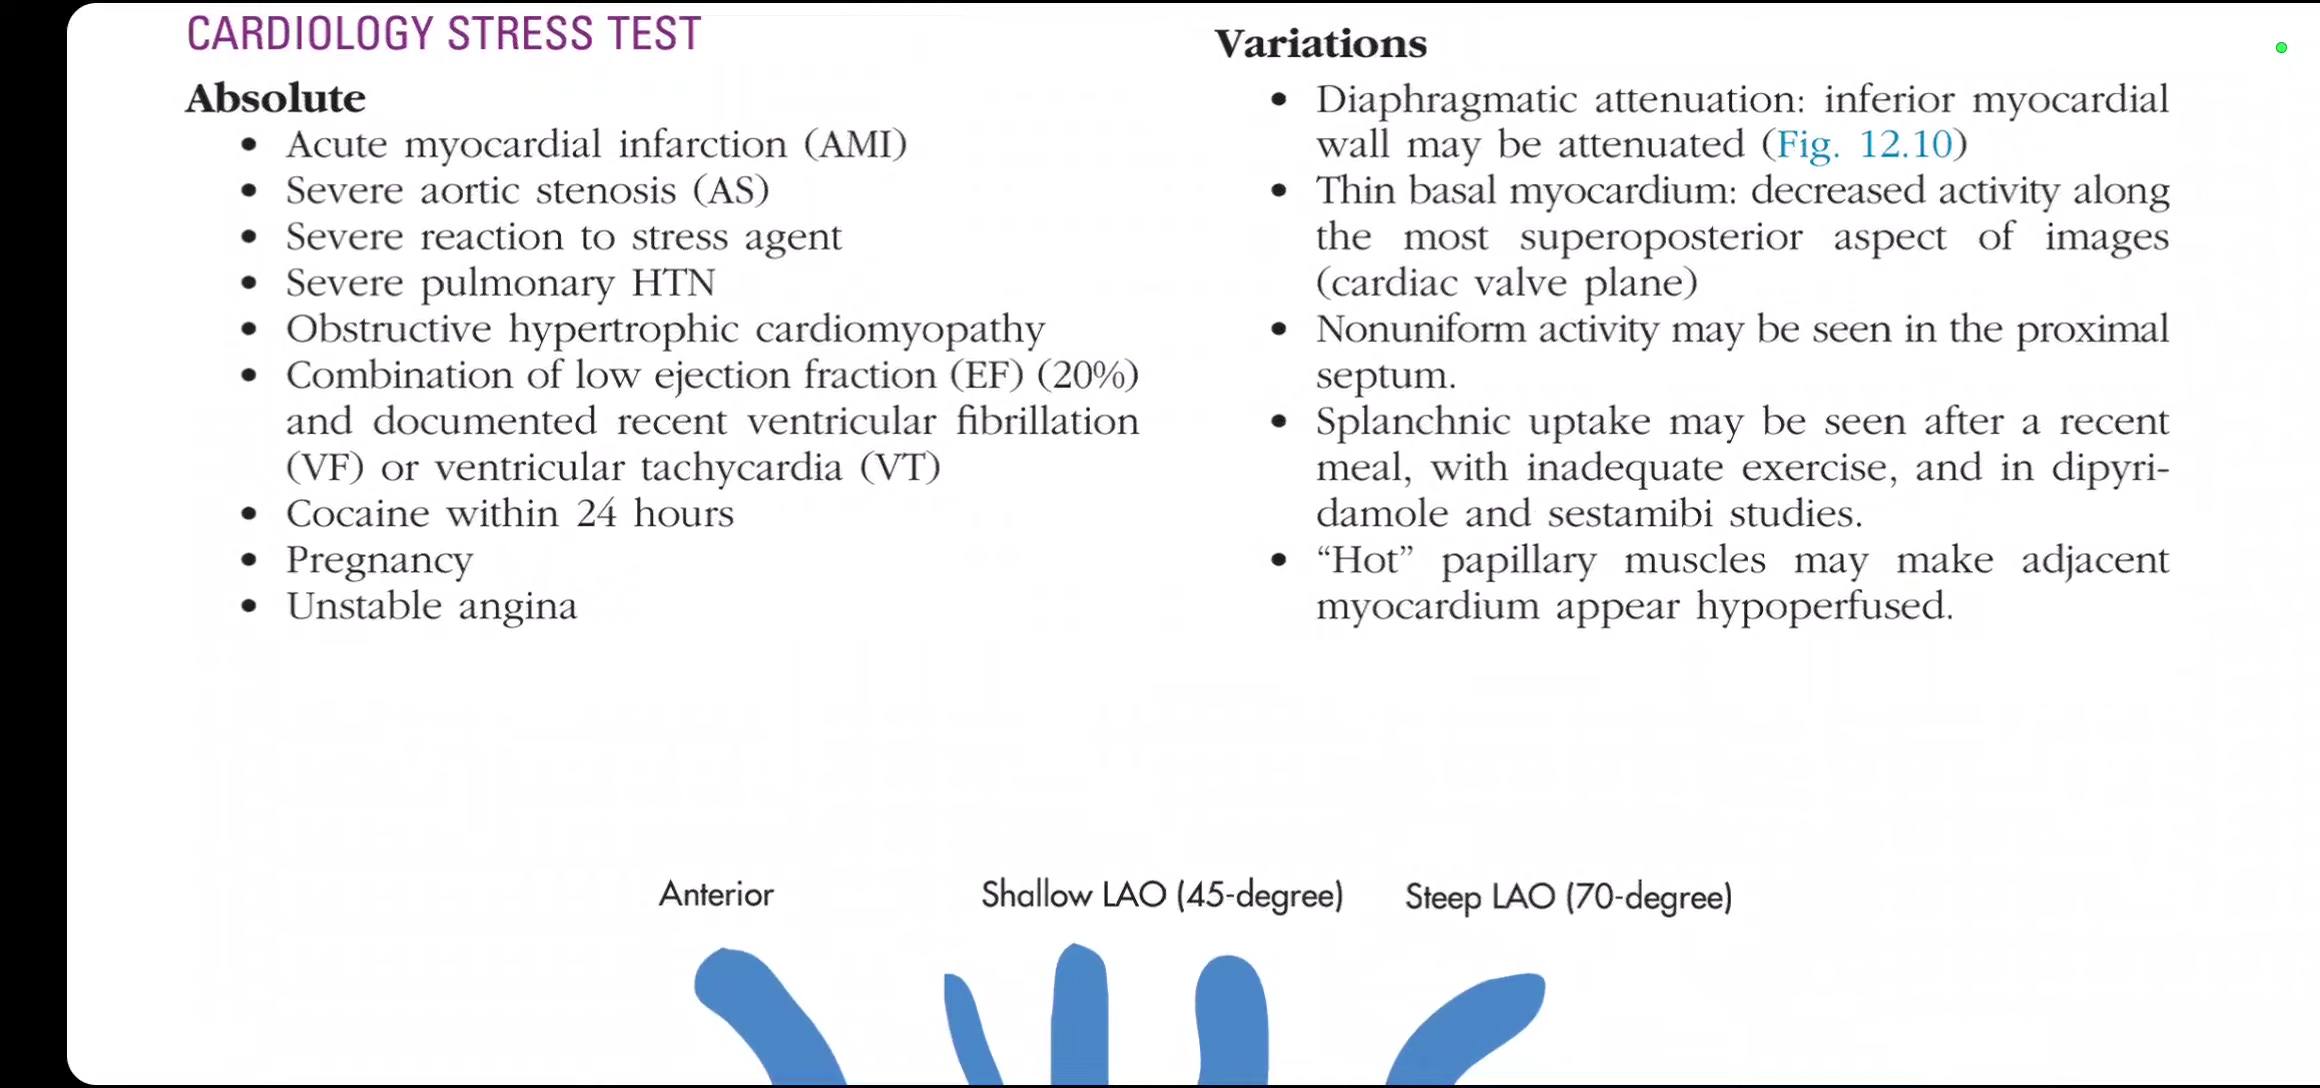 CARDIOLOGY STRESS TEST
Absolute
• Acute myocardial infarction (AMI)
• Severe aortic stenosis (AS)
• Severe reaction to stress agent
• Severe pulmonary HTN
• Obstructive hypertrophic cardiomyopathy
• Combination of low ejection fraction (EF) (20%)
and documented recent ventricular fibrillation
(VF) or ventricular tachycardia (VT)
• Cocaine within 24 hours
• Pregnancy
• Unstable angina
Variations
• Diaphragmatic attenuation: inferior myocardial
wall may be attenuated (Fig. 12.10)
• Thin basal myocardium: decreased activity along
the most superoposterior aspect of images
(cardiac valve plane)
• Nonuniform activity may be seen in the proximal
septum.
• Splanchnic uptake may be seen after a recent
meal, with inadequate exercise, and in dipyri-
damole and sestamibi studies.
• “Hot” papillary muscles may make adjacent
myocardium appear hypoperfused.
Anterior
Shallow LAO (45-degree)
Steep LAO (70-degree)